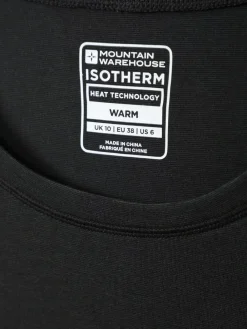 MOUNTAIN
WAREHOUSE
ISOTHERM
HEAT TECHNOLOGY
WARM
UK 10 | EU 38 | US 6
MADE IN CHINA
FABRIQUÉ EN CHINE